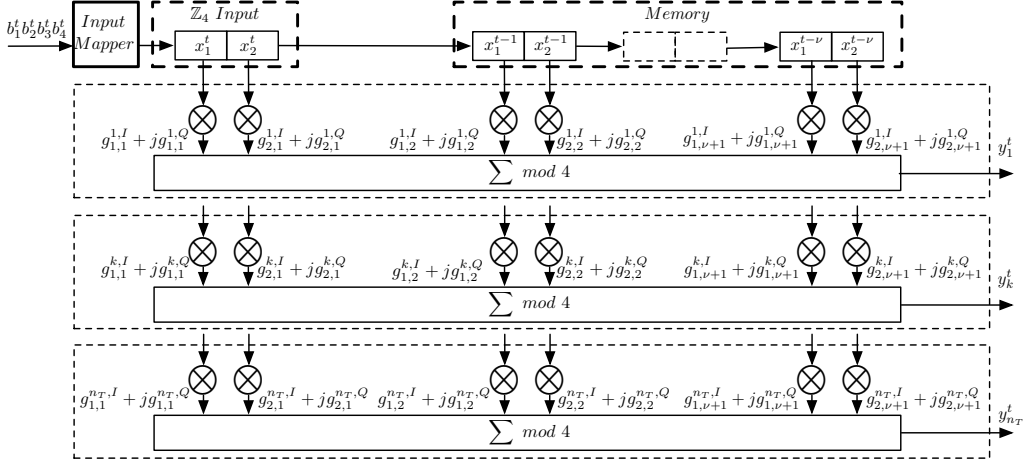 b_1^t b_2^t b_3^t b_4^t
Input Mapper
ℤ_4 Input
x_1^t x_2^t
Memory
x_1^{t-1} x_2^{t-1}
x_1^{t-ν} x_2^{t-ν}
g_{1,1}^{1,I} + jg_{1,1}^{1,Q} g_{2,1}^{1,I} + jg_{2,1}^{1,Q} g_{1,2}^{1,I} + jg_{1,2}^{1,Q} g_{2,2}^{1,I} + jg_{2,2}^{1,Q} g_{1,ν+1}^{1,I} + jg_{1,ν+1}^{1,Q} g_{2,ν+1}^{1,I} + jg_{2,ν+1}^{1,Q}
∑ mod 4
y_1^t
g_{1,1}^{k,I} + jg_{1,1}^{k,Q} g_{2,1}^{k,I} + jg_{2,1}^{k,Q} g_{1,2}^{k,I} + jg_{1,2}^{k,Q} g_{2,2}^{k,I} + jg_{2,2}^{k,Q} g_{1,ν+1}^{k,I} + jg_{1,ν+1}^{k,Q} g_{2,ν+1}^{k,I} + jg_{2,ν+1}^{k,Q}
∑ mod 4
y_k^t
g_{1,1}^{n_T,I} + jg_{1,1}^{n_T,Q} g_{2,1}^{n_T,I} + jg_{2,1}^{n_T,Q} g_{1,2}^{n_T,I} + jg_{1,2}^{n_T,Q} g_{2,2}^{n_T,I} + jg_{2,2}^{n_T,Q} g_{1,ν+1}^{n_T,I} + jg_{1,ν+1}^{n_T,Q} g_{2,ν+1}^{n_T,I} + jg_{2,ν+1}^{n_T,Q}
∑ mod 4
y_{n_T}^t